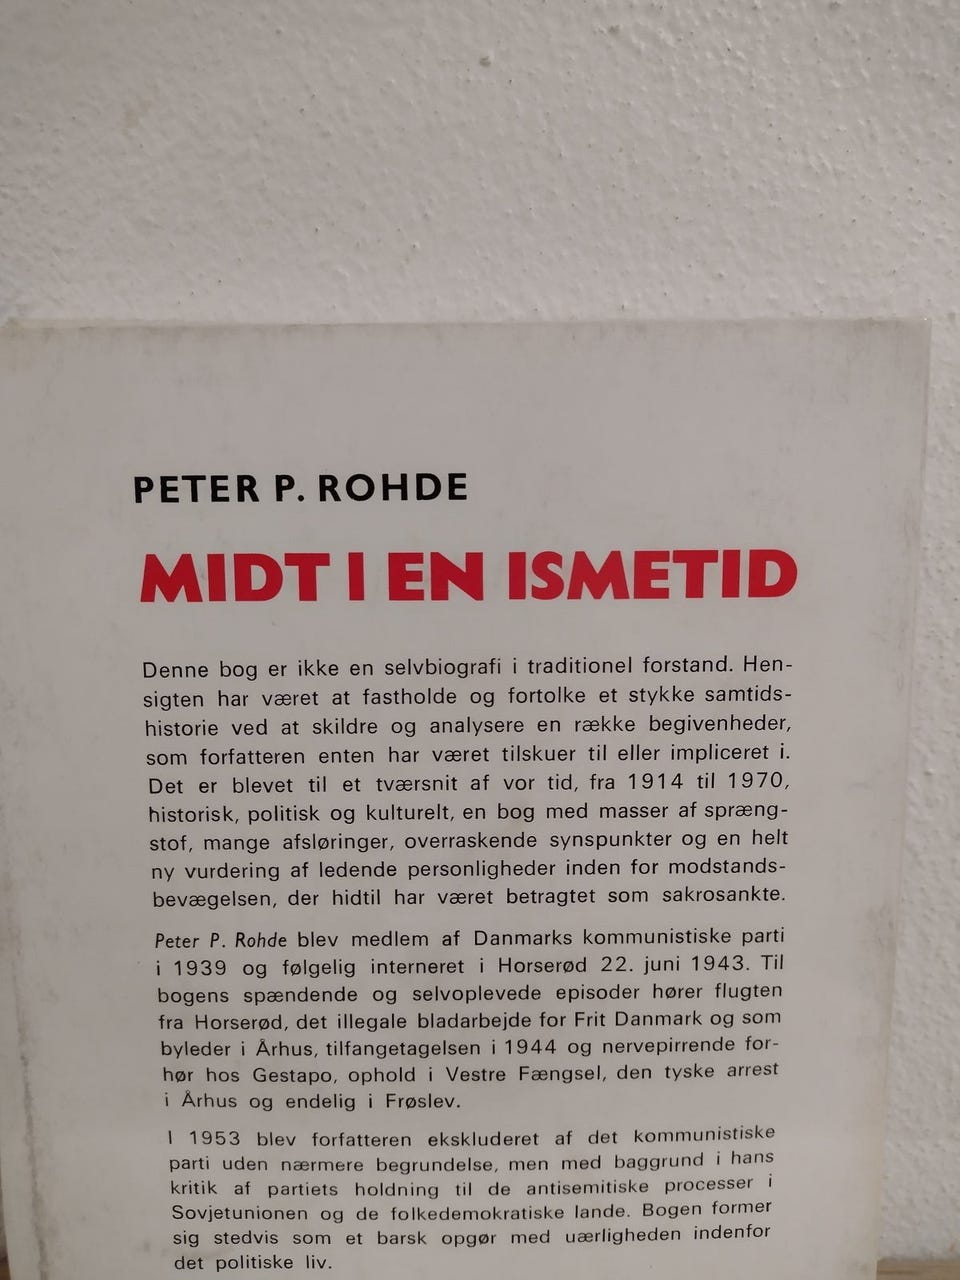 PETER P. ROHDE
MIDT I EN ISMETID
Denne bog er ikke en selvbiografi i traditionel forstand. Hen-
sigten har været at fastholde og fortolke et stykke samtids-
historie ved at skildre og analysere en række begivenheder,
som forfatteren enten har været tilskuer til eller impliceret i.
Det er blevet til et tværsnit af vor tid, fra 1914 til 1970,
historisk, politisk og kulturelt, en bog med masser af spræng-
stof, mange afsløringer, overraskende synspunkter og en helt
ny vurdering af ledende personligheder inden for modstands-
bevægelsen, der hidtil har været betragtet som sakrosankte.
Peter P. Rohde blev medlem af Danmarks kommunistiske parti
i 1939 og følgelig interneret i Horserød 22. juni 1943. Til
bogens spændende og selvoplevede episoder hører flugten
fra Horserød, det illegale bladarbejde for Frit Danmark og som
byleder i Århus, tilfangetagelsen i 1944 og nervepirrende for-
hør hos Gestapo, ophold i Vestre Fængsel, den tyske arrest
i Århus og endelig i Frøslev.
I 1953 blev forfatteren ekskluderet af det kommunistiske
parti uden nærmere begrundelse, men med baggrund i hans
kritik af partiets holdning til de antisemitiske processer i
Sovjetunionen og de folkedemokratiske lande. Bogen former
sig stedvis som et barsk opgør med uærligheden indenfor
det politiske liv.